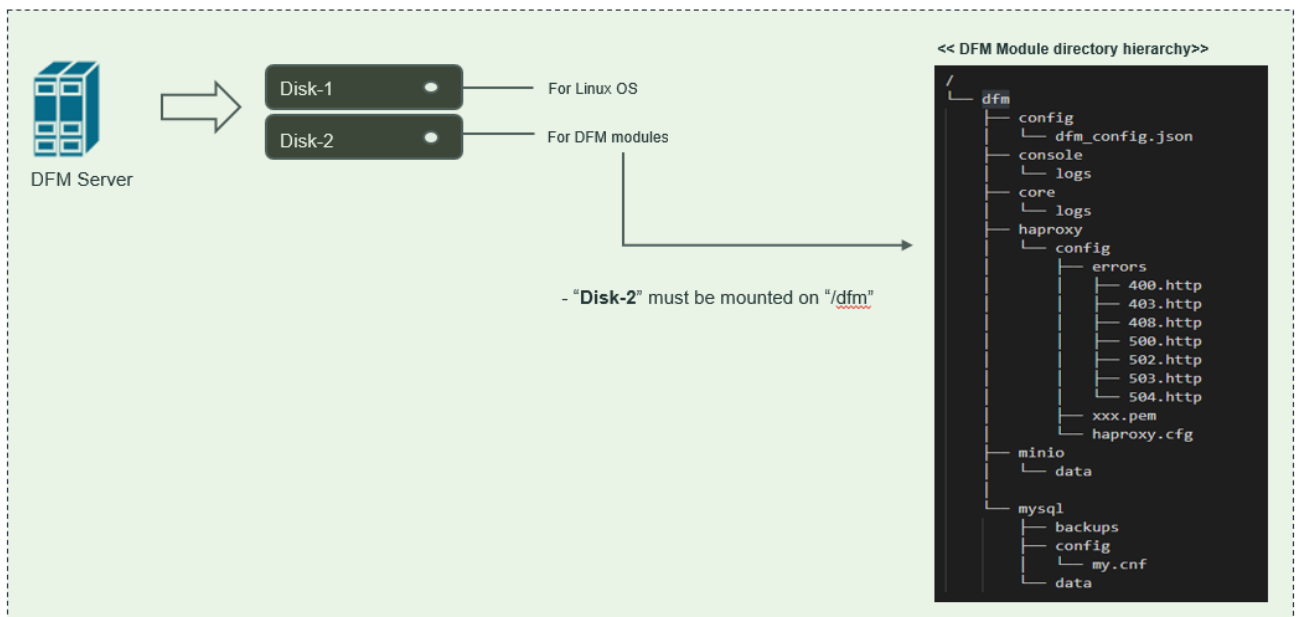 << DFM Module directory hierarchy>>
DFM Server
Disk-1
For Linux OS
Disk-2
For DFM modules
- “Disk-2” must be mounted on “/dfm”
/
└── dfm
├── config
│ └── dfm_config.json
├── console
│ └── logs
├── core
│ └── logs
├── haproxy
│ └── config
│ ├── errors
│ │ ├── 400.http
│ │ ├── 403.http
│ │ ├── 408.http
│ │ ├── 500.http
│ │ ├── 502.http
│ │ ├── 503.http
│ │ └── 504.http
│ ├── xxx.pem
│ └── haproxy.cfg
├── minio
│ └── data
│
└── mysql
├── backups
├── config
│ └── my.cnf
└── data